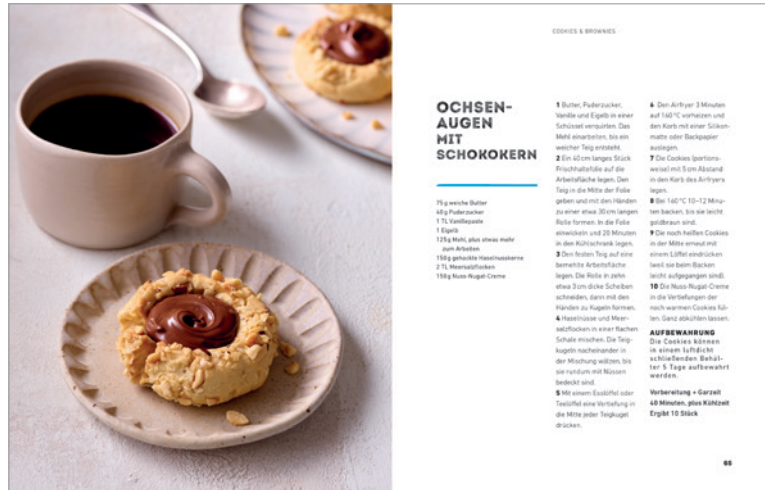 COOKIES & BROWNIES
OCHSEN-
AUGEN
MIT
SCHOKOKERN
75 g weiche Butter
60 g Puderzucker
1 TL Vanillepaste
1 Eigelb
125 g Mehl, plus etwas mehr
zum Arbeiten
150 g gehackte Haselnusskerne
2 TL Meersalzflocken
150 g Nuss-Nugat-Creme
1 Butter, Puderzucker,
Vanille und Eigelb in einer
Schüssel verquirlen. Das
Mehl einarbeiten, bis ein
weicher Teig entsteht.
2 Ein 40 cm langes Stück
Frischhaltefolie auf die
Arbeitsfläche legen. Den
Teig in die Mitte der Folie
geben und mit den Händen
zu einer etwa 30 cm langen
Rolle formen. In die Folie
einwickeln und 20 Minuten
in den Kühlschrank legen.
3 Den festen Teig auf eine
bemehlte Arbeitsfläche
legen. Die Rolle in zehn
etwa 3 cm dicke Scheiben
schneiden, dann mit den
Händen zu Kugeln formen.
4 Haselnüsse und Meer-
salzflocken in einer flachen
Schale mischen. Die Teig-
kugeln nacheinander in
der Mischung wälzen, bis
sie rundum mit Nüssen
bedeckt sind.
5 Mit einem Esslöffel oder
Teelöffel eine Vertiefung in
die Mitte jeder Teigkugel
drücken.
6 Den Airfryer 3 Minuten
auf 160 °C vorheizen und
den Korb mit einer Silikon-
matte oder Backpapier
auslegen.
7 Die Cookies (portions-
weise) mit 5 cm Abstand
in den Korb des Airfryers
legen.
8 Bei 160 °C 10–12 Minu-
ten backen, bis sie leicht
goldbraun sind.
9 Die noch heißen Cookies
in der Mitte erneut mit
einem Löffel eindrücken
(weil sie beim Backen
leicht aufgegangen sind).
10 Die Nuss-Nugat-Creme
in die Vertiefungen der
noch warmen Cookies fül-
len. Ganz abkühlen lassen.
AUFBEWAHRUNG
Die Cookies können
in einem luftdicht
schließenden Behäl-
ter 5 Tage aufbewahrt
werden.
Vorbereitung + Garzeit
40 Minuten, plus Kühlzeit
Ergibt 10 Stück
65